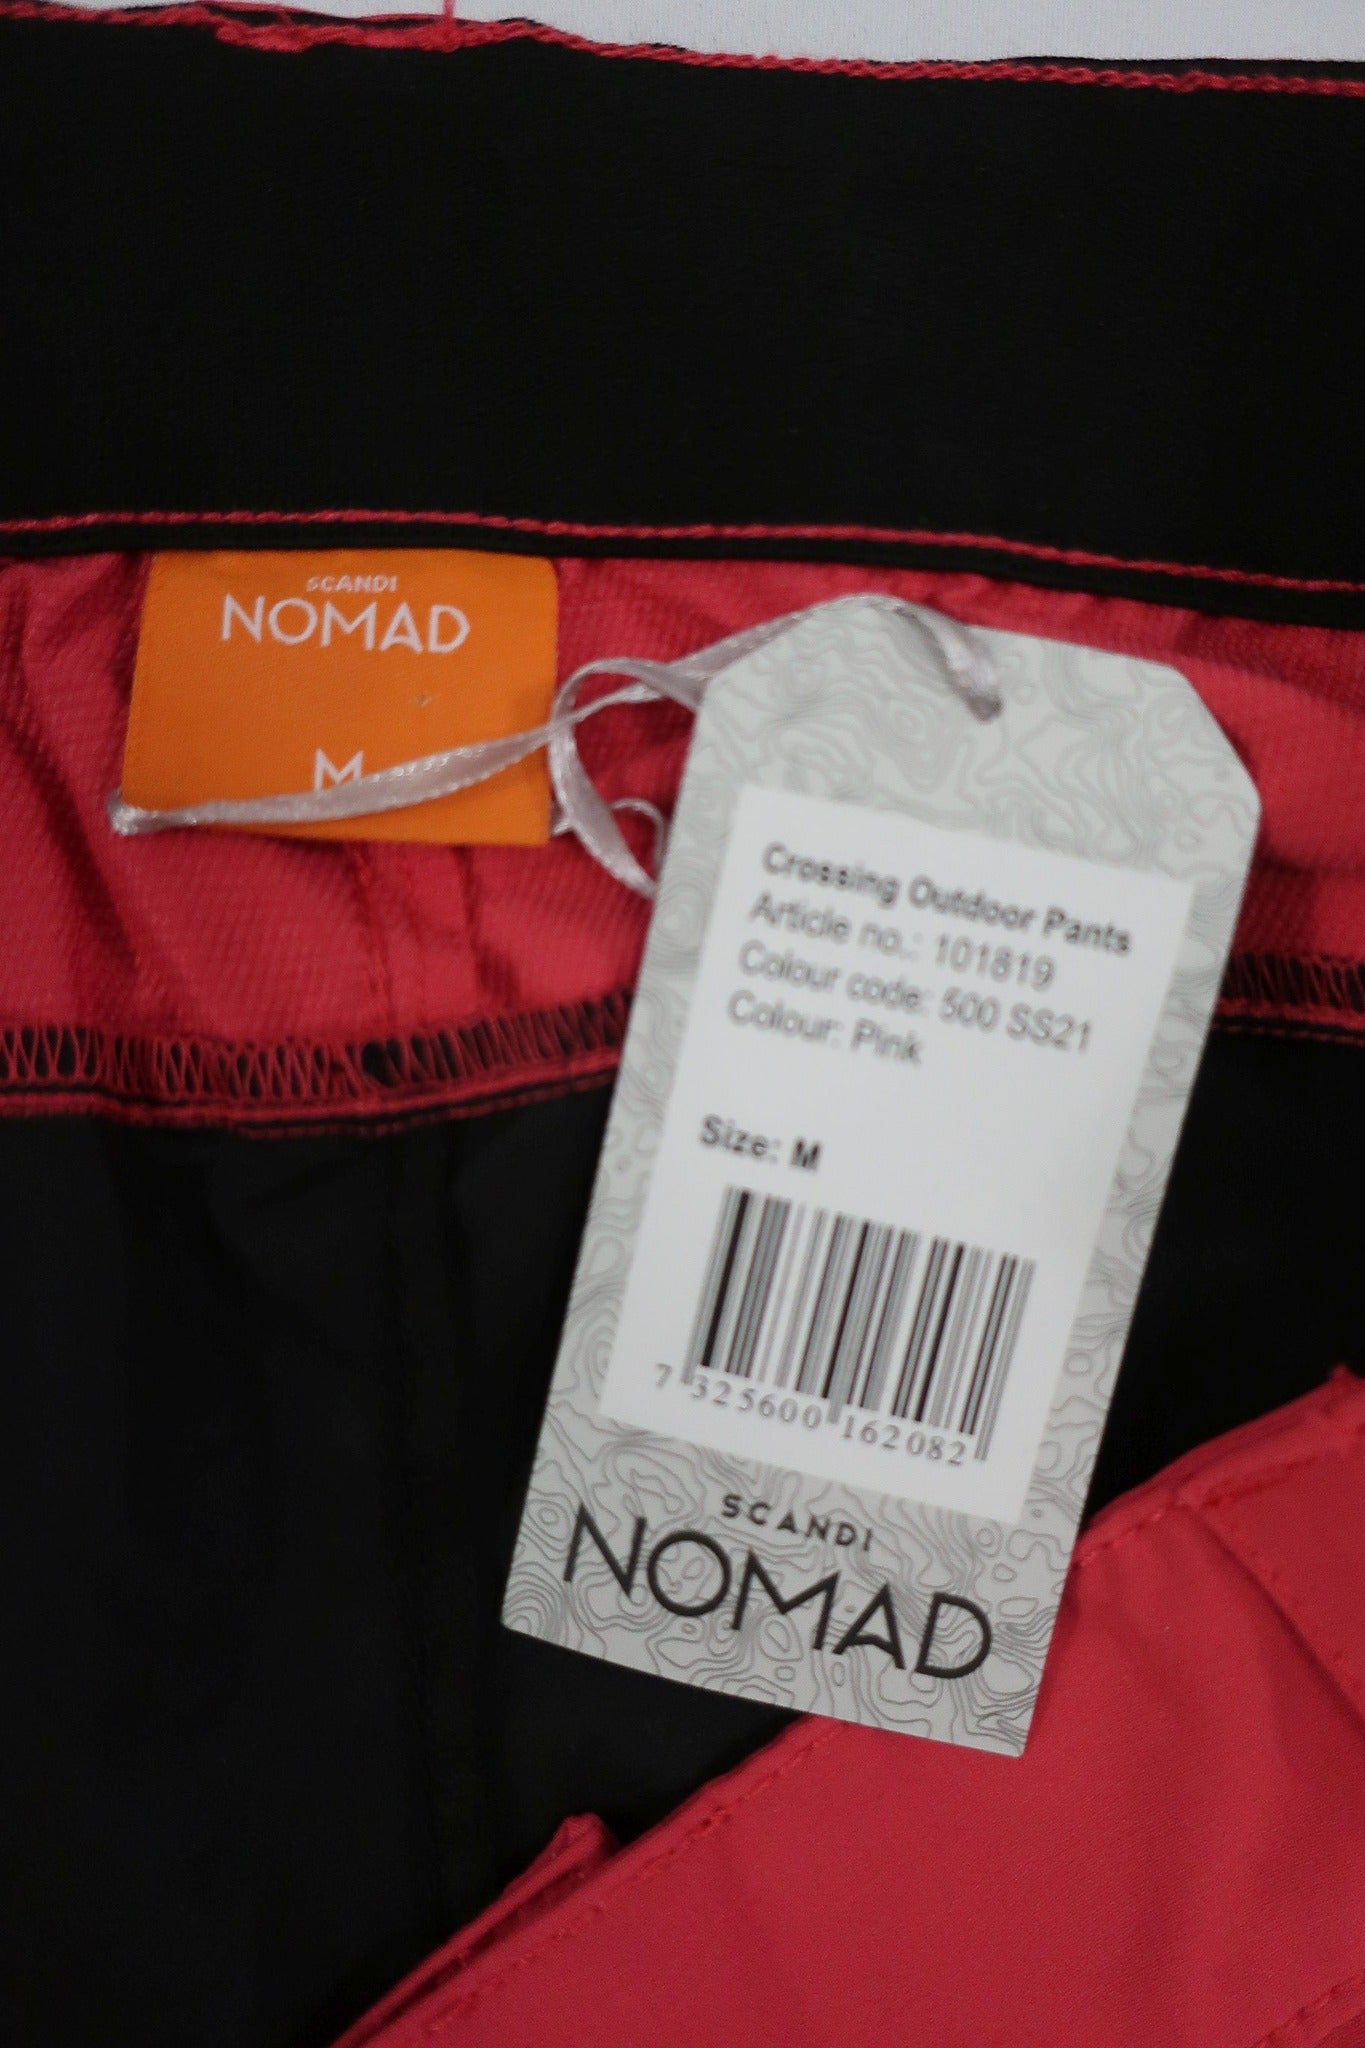 SCANDI
NOMAD
M
Crossing Outdoor Pants
Article no.: 101819
Colour code: 500 SS21
Colour: Pink
Size: M
7 325600 162082
SCANDI
NOMAD